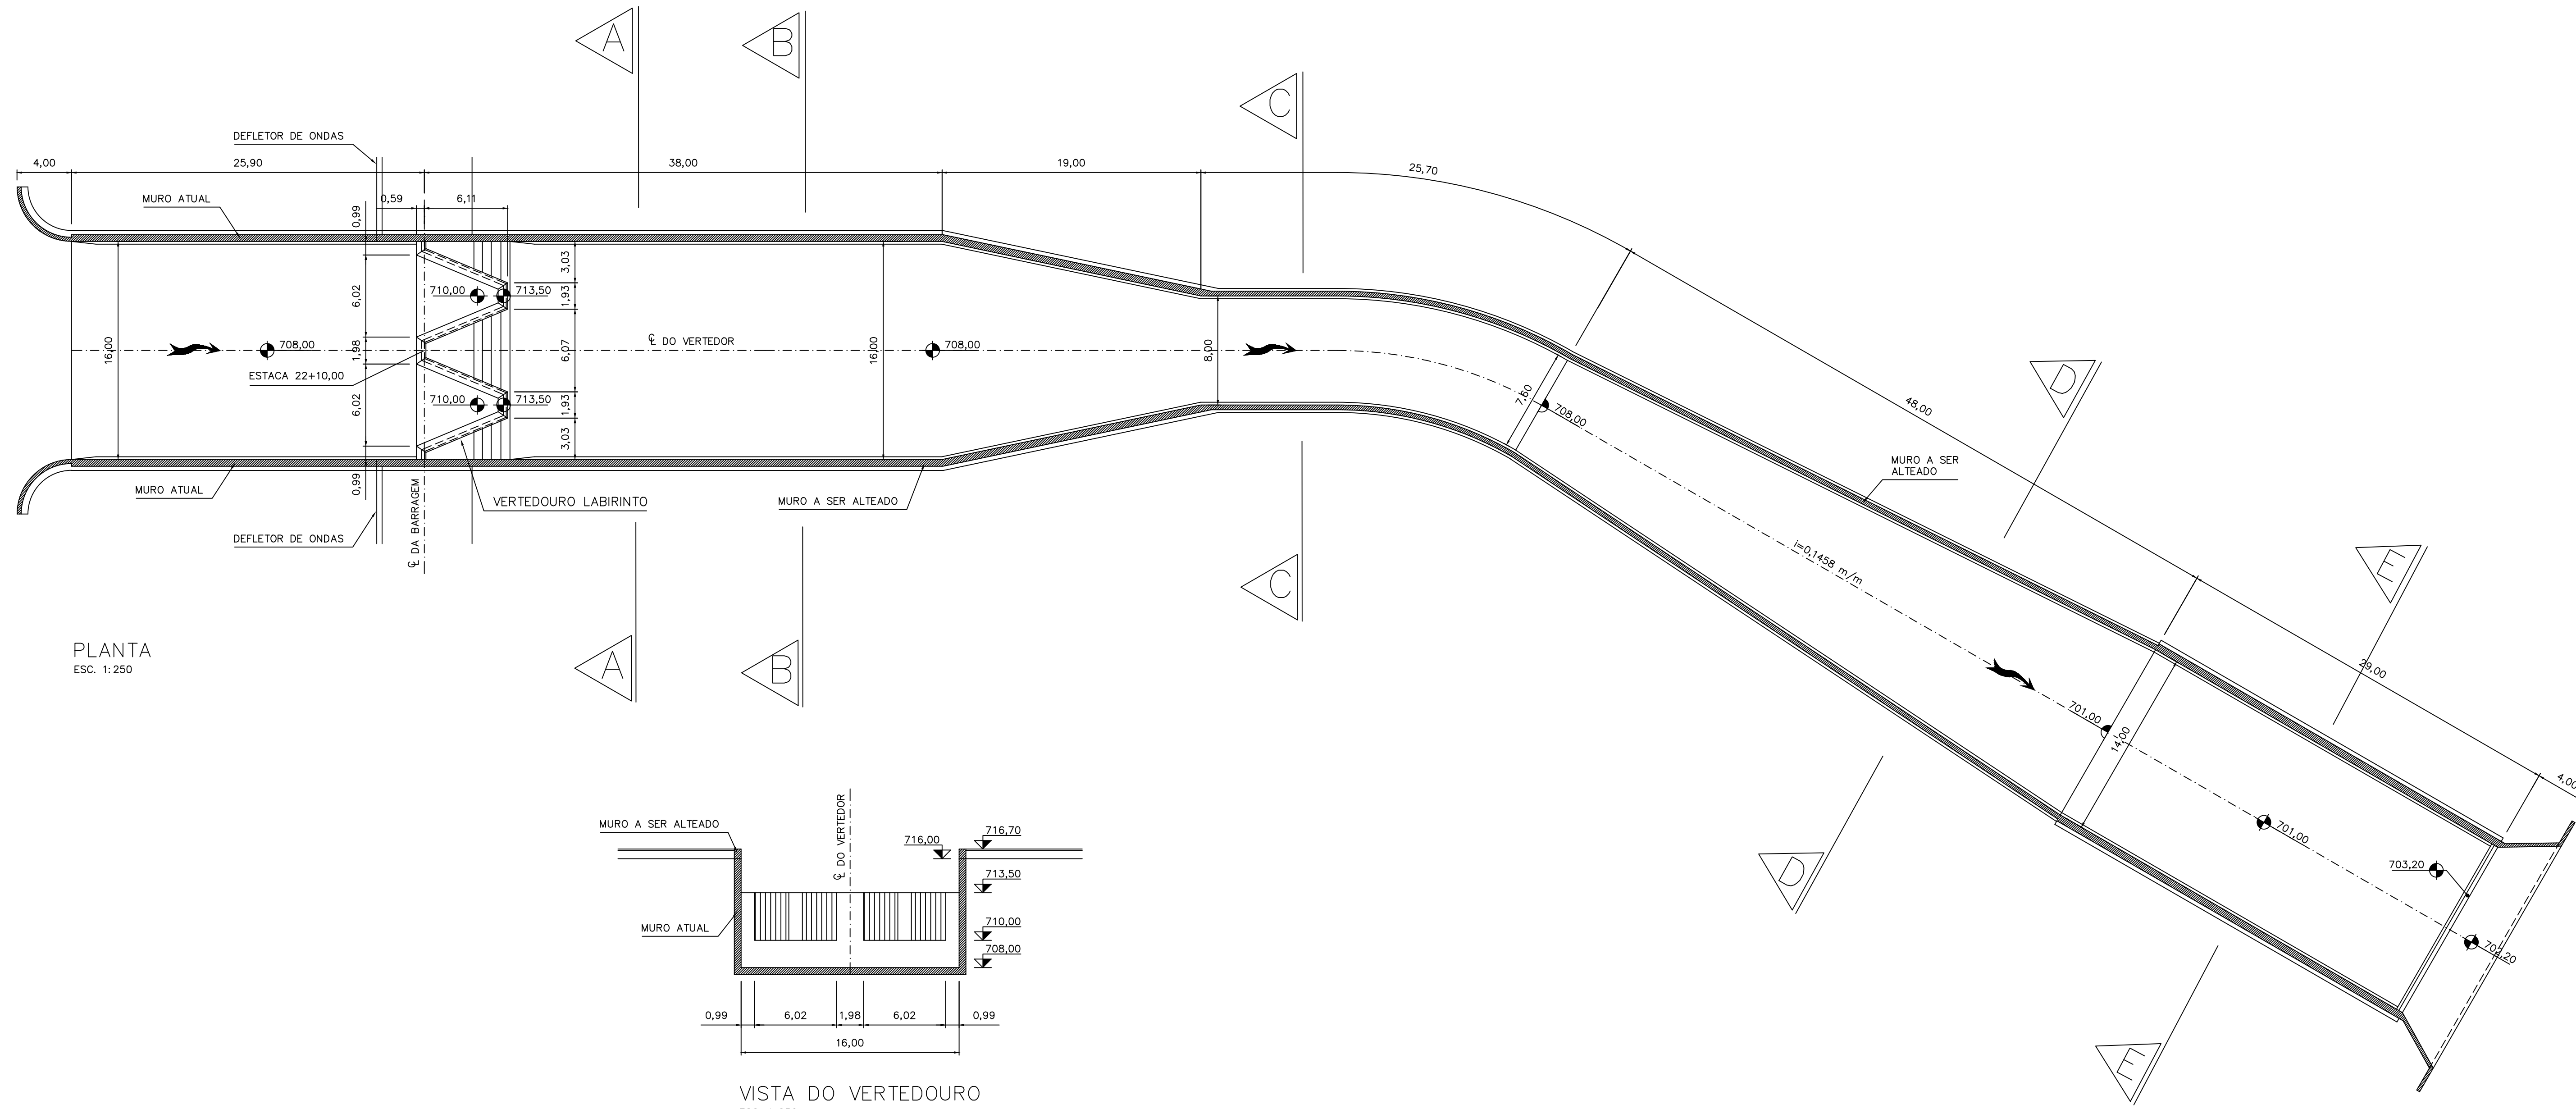 A
B
C
DEFLETOR DE ONDAS
4,00
25,90
38,00
19,00
25,70
MURO ATUAL
0,59
6,11
0,99
3,03
710,00
713,50
1,93
6,02
16,00
708,00
1,98
ESTACA 22+10,00
6,07
℄ DO VERTEDOR
16,00
708,00
8,00
7,60
708,00
48,00
D
6,02
710,00
713,50
1,93
3,03
0,99
MURO ATUAL
VERTEDOURO LABIRINTO
MURO A SER ALTEADO
DEFLETOR DE ONDAS
℄ DA BARRAGEM
MURO A SER
ALTEADO
i=0,1458 m/m
E
C
A
B
PLANTA
ESC. 1:250
29,00
701,00
14,00
4,00
701,00
703,20
702,20
D
E
MURO A SER ALTEADO
℄ DO VERTEDOR
716,00
716,70
713,50
MURO ATUAL
710,00
708,00
0,99
6,02
1,98
6,02
0,99
16,00
VISTA DO VERTEDOURO